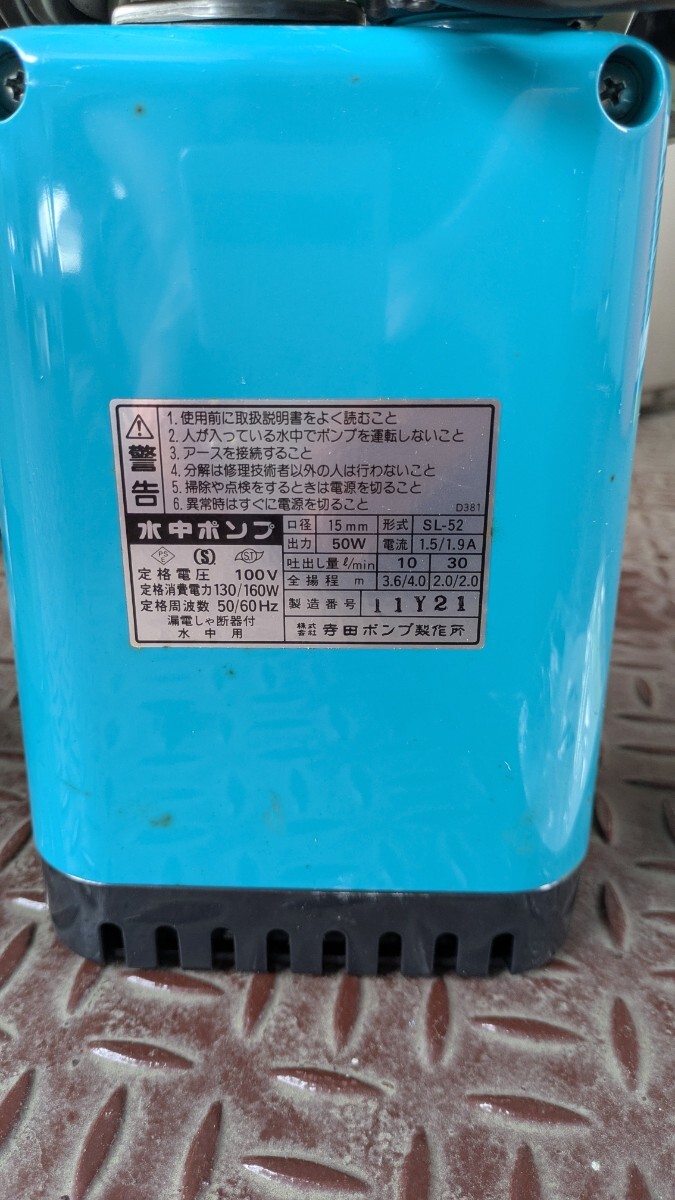 警告
1. 使用前に取扱説明書をよく読むこと
2. 人が入っている水中でポンプを運転しないこと
3. アースを接続すること
4. 分解は修理技術者以外の人は行わないこと
5. 掃除や点検をするときは電源を切ること
6. 異常時はすぐに電源を切ること
D381
水中ポンプ
PS E
(S)
ST
定格電圧 100V
定格消費電力 130/160W
定格周波数 50/60Hz
漏電しゃ断器付
水中用
口径 15mm 形式 SL-52
出力 50W 電流 1.5/1.9A
吐出し量 ℓ/min 10 30
全揚程 m 3.6/4.0 2.0/2.0
製造番号 11Y21
株式会社 寺田ポンプ製作所